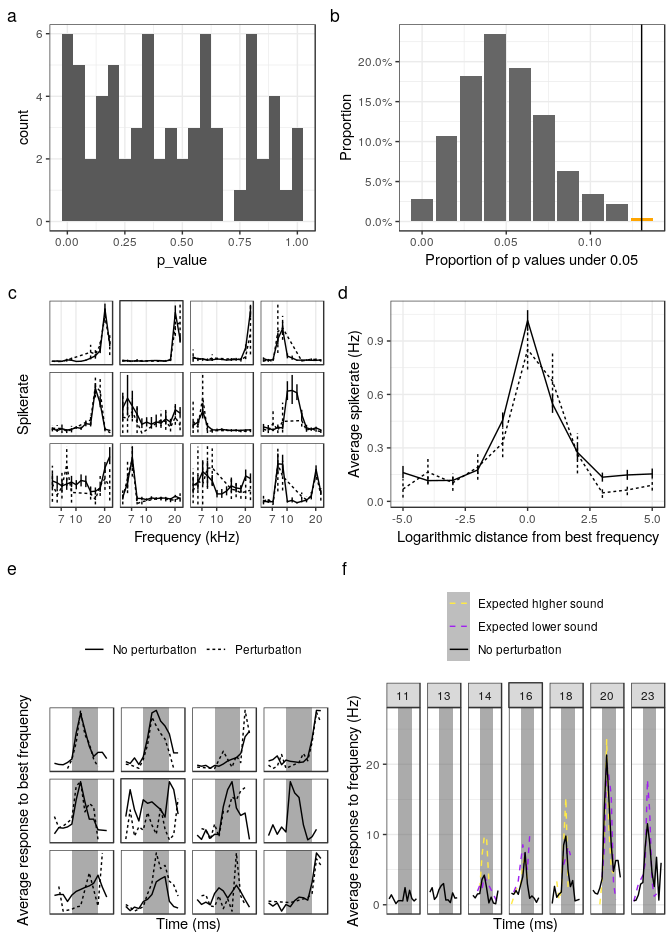 a
6
4
2
0
count
0.00 0.25 0.50 0.75 1.00
p_value
b
20.0%
15.0%
10.0%
5.0%
0.0%
Proportion
0.00 0.05 0.10
Proportion of p values under 0.05
c
Spikerate
7 10 20 7 10 20 7 10 20 7 10 20
Frequency (kHz)
d
0.9
0.6
0.3
0.0
Average spikerate (Hz)
-5.0 -2.5 0.0 2.5 5.0
Logarithmic distance from best frequency
e
No perturbation Perturbation
Average response to best frequency
Time (ms)
f
Expected higher sound
Expected lower sound
No perturbation
11 13 14 16 18 20 23
20
10
0
Average response to frequency (Hz)
Time (ms)